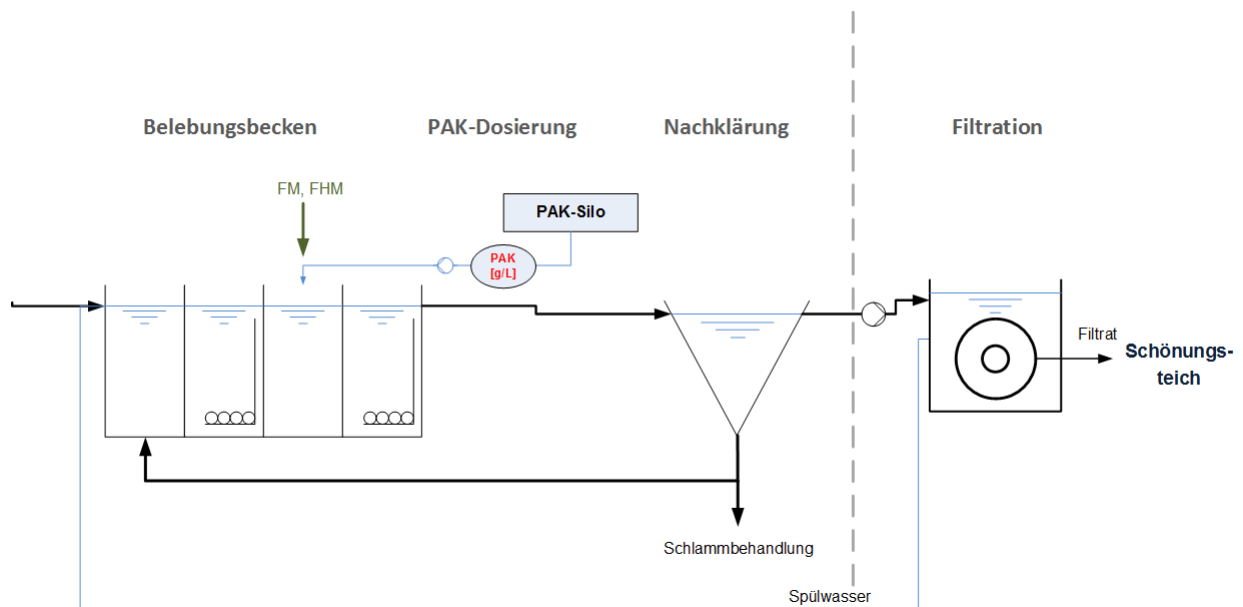 Belebungsbecken
PAK-Dosierung
Nachklärung
Filtration
FM, FHM
PAK-Silo
PAK
[g/L]
Filtrat
Schönungs-
teich
Schlammbehandlung
Spülwasser